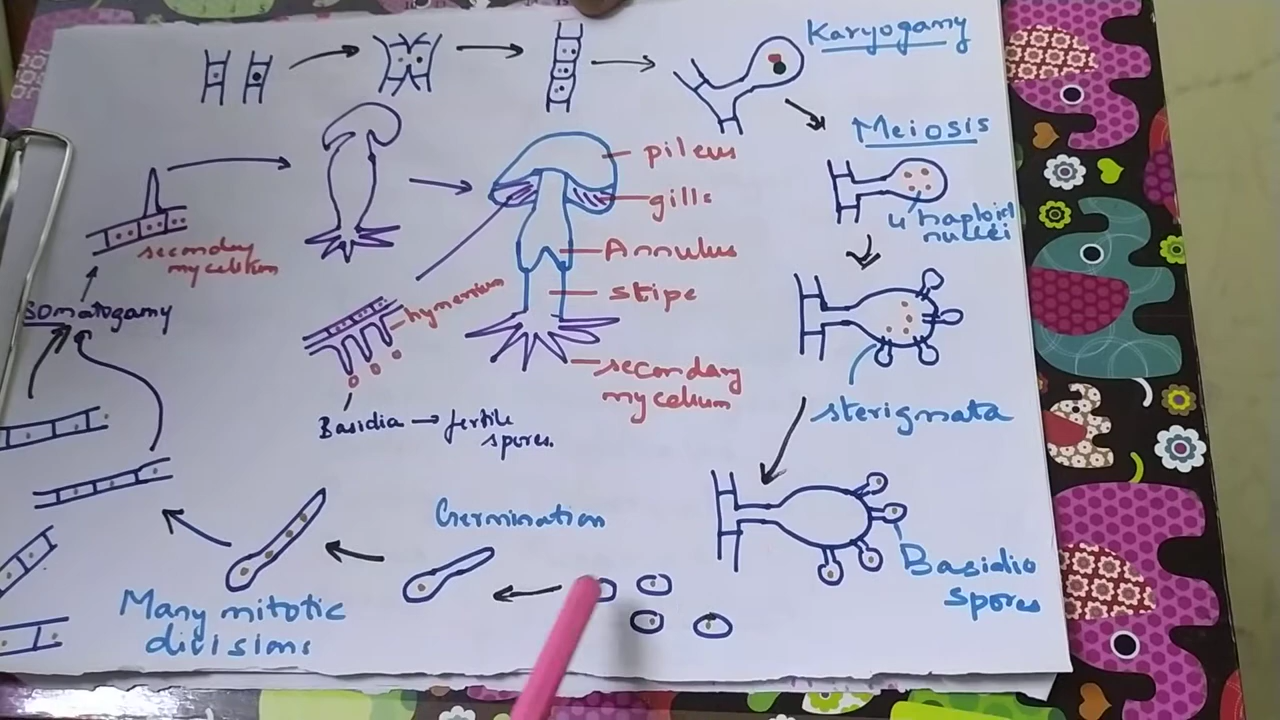 Karyogamy
Meiosis
4 haploid
nuclei
pileus
gills
Annulus
stipe
secondary
mycelium
secondary
mycelium
somatogamy
hymenium
Basidia → fertile
spores.
sterigmata
Germination
Basidio
spores
Many mitotic
divisions